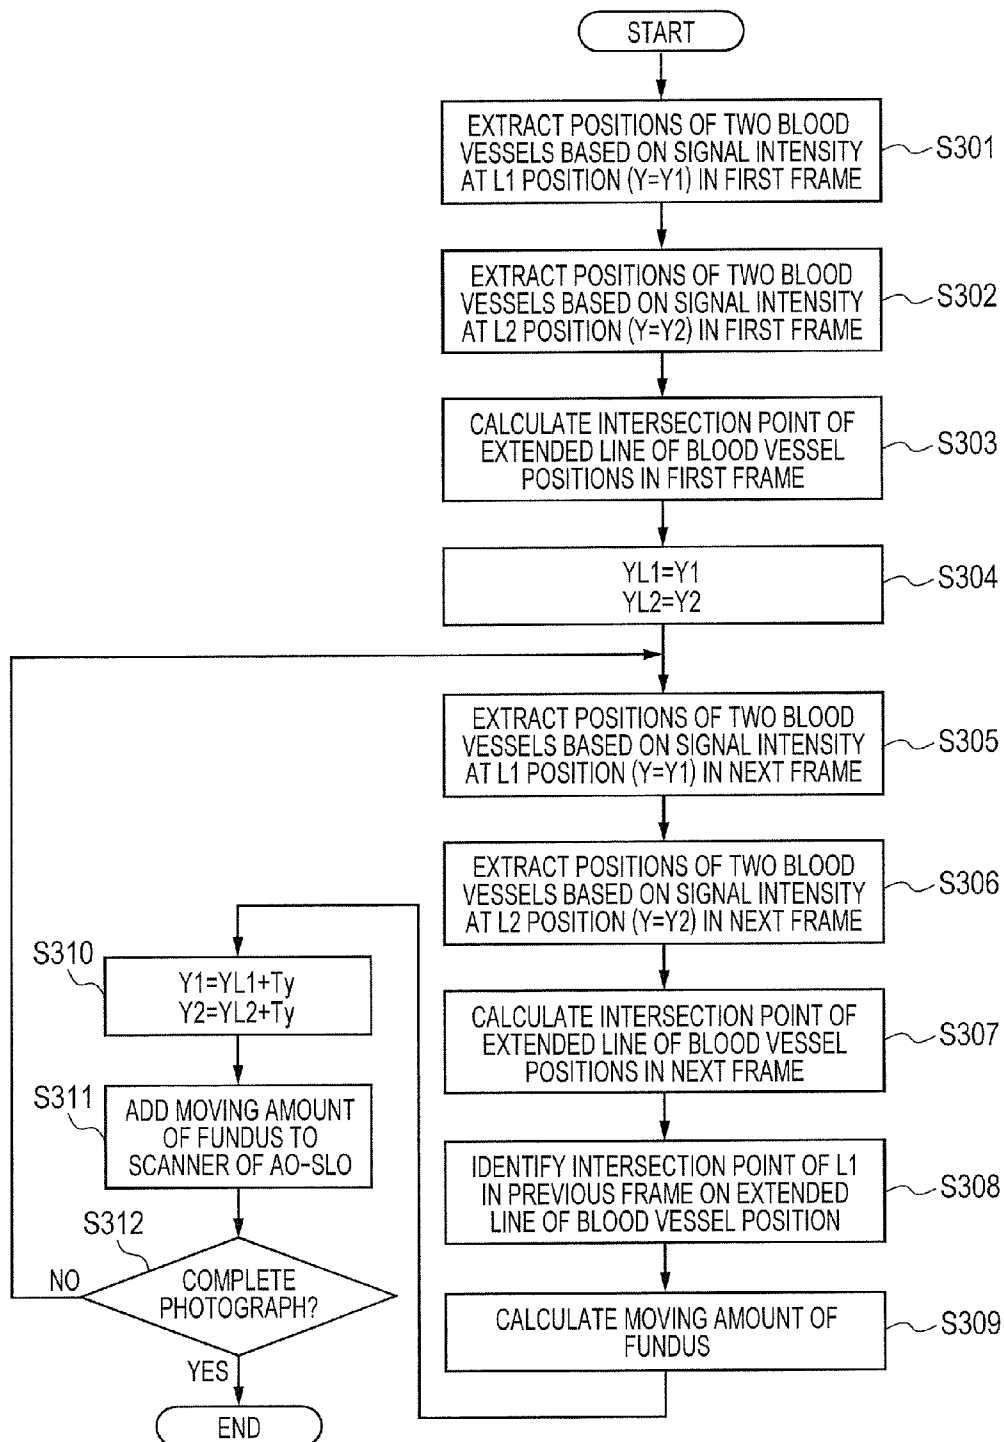 START
EXTRACT POSITIONS OF TWO BLOOD
VESSELS BASED ON SIGNAL INTENSITY
AT L1 POSITION (Y=Y1) IN FIRST FRAME
S301
EXTRACT POSITIONS OF TWO BLOOD
VESSELS BASED ON SIGNAL INTENSITY
AT L2 POSITION (Y=Y2) IN FIRST FRAME
S302
CALCULATE INTERSECTION POINT OF
EXTENDED LINE OF BLOOD VESSEL
POSITIONS IN FIRST FRAME
S303
YL1=Y1
YL2=Y2
S304
EXTRACT POSITIONS OF TWO BLOOD
VESSELS BASED ON SIGNAL INTENSITY
AT L1 POSITION (Y=Y1) IN NEXT FRAME
S305
EXTRACT POSITIONS OF TWO BLOOD
VESSELS BASED ON SIGNAL INTENSITY
AT L2 POSITION (Y=Y2) IN NEXT FRAME
S306
CALCULATE INTERSECTION POINT OF
EXTENDED LINE OF BLOOD VESSEL
POSITIONS IN NEXT FRAME
S307
IDENTIFY INTERSECTION POINT OF L1
IN PREVIOUS FRAME ON EXTENDED
LINE OF BLOOD VESSEL POSITION
S308
CALCULATE MOVING AMOUNT OF
FUNDUS
S309
S310
Y1=YL1+Ty
Y2=YL2+Ty
S311
ADD MOVING AMOUNT
OF FUNDUS TO
SCANNER OF AO-SLO
S312
COMPLETE
PHOTOGRAPH?
NO
YES
END